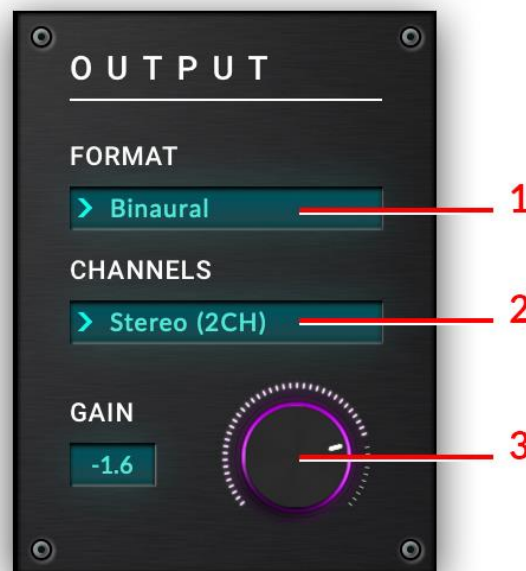 OUTPUT
FORMAT
Binaural
1
CHANNELS
Stereo (2CH)
2
GAIN
-1.6
3